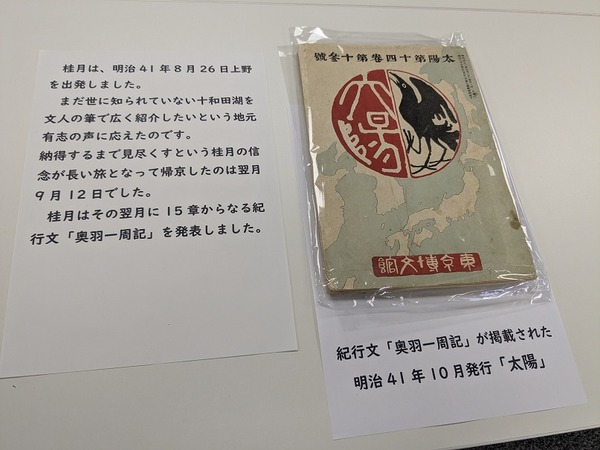 桂月は、明治41年8月26日上野
を出発しました。
まだ世に知られていない十和田湖を
文人の筆で広く紹介したいという地元
有志の声に応えたのです。
納得するまで見尽くすという桂月の信
念が長い旅となって帰京したのは翌月
9月12日でした。
桂月はその翌月に15章からなる紀
行文「奥羽一周記」を発表しました。
號參十第卷四十第陽太
太陽
館文博京東
紀行文「奥羽一周記」が掲載された
明治41年10月発行「太陽」